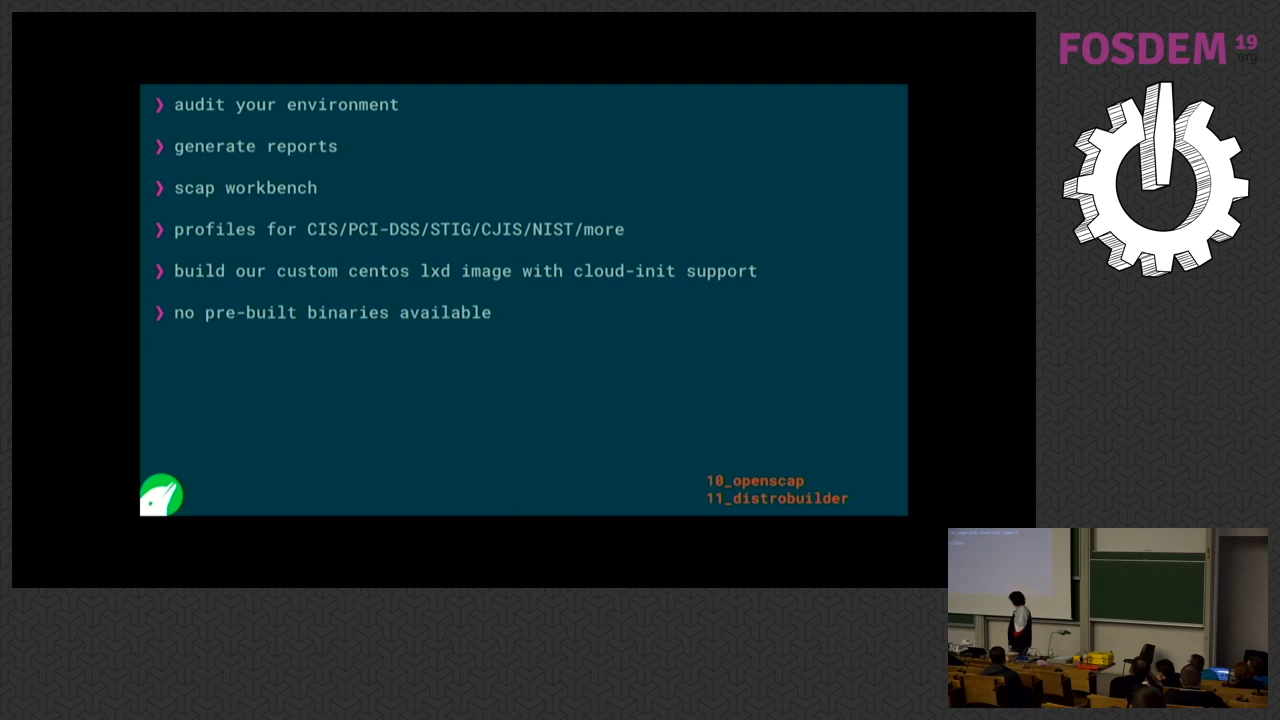 FOSDEM 19
.org
❯ audit your environment
❯ generate reports
❯ scap workbench
❯ profiles for CIS/PCI-DSS/STIG/CJIS/NIST/more
❯ build our custom centos lxd image with cloud-init support
❯ no pre-built binaries available
10_openscap
11_distrobuilder